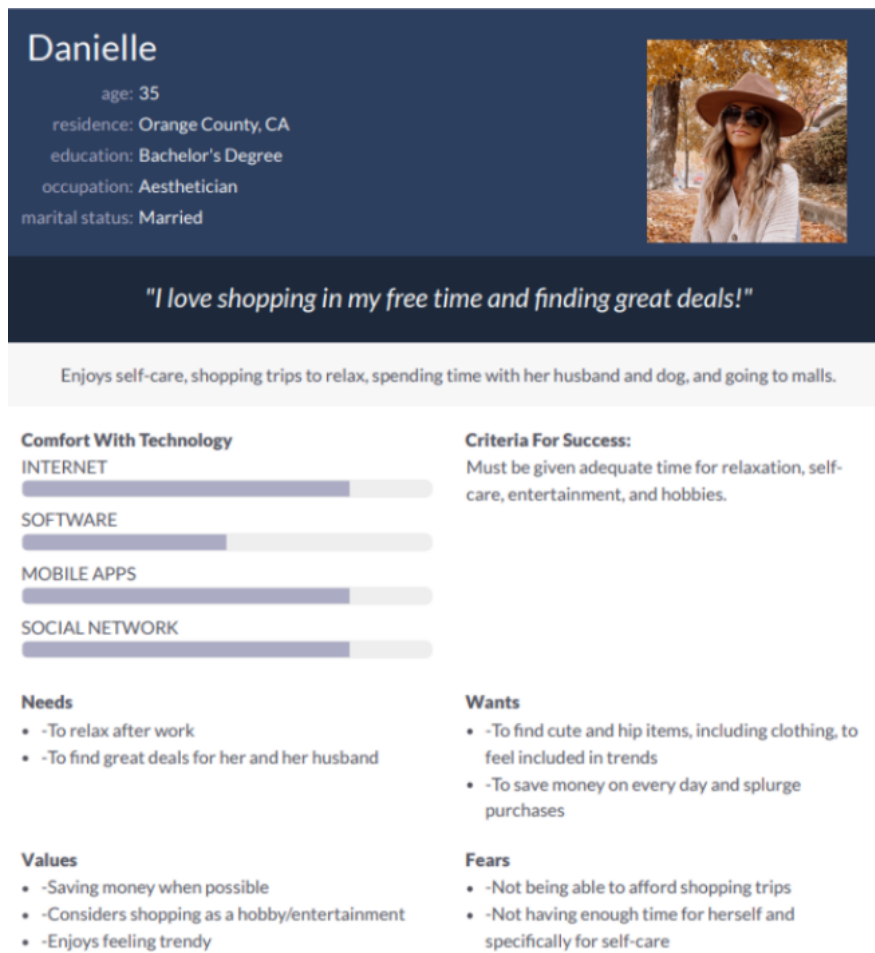 Danielle
age: 35
residence: Orange County, CA
education: Bachelor's Degree
occupation: Aesthetician
marital status: Married
"I love shopping in my free time and finding great deals!"
Enjoys self-care, shopping trips to relax, spending time with her husband and dog, and going to malls.
Comfort With Technology
INTERNET
SOFTWARE
MOBILE APPS
SOCIAL NETWORK
Criteria For Success:
Must be given adequate time for relaxation, self-
care, entertainment, and hobbies.
Needs
• -To relax after work
• -To find great deals for her and her husband
Wants
• -To find cute and hip items, including clothing, to
feel included in trends
• -To save money on every day and splurge
purchases
Values
• -Saving money when possible
• -Considers shopping as a hobby/entertainment
• -Enjoys feeling trendy
Fears
• -Not being able to afford shopping trips
• -Not having enough time for herself and
specifically for self-care